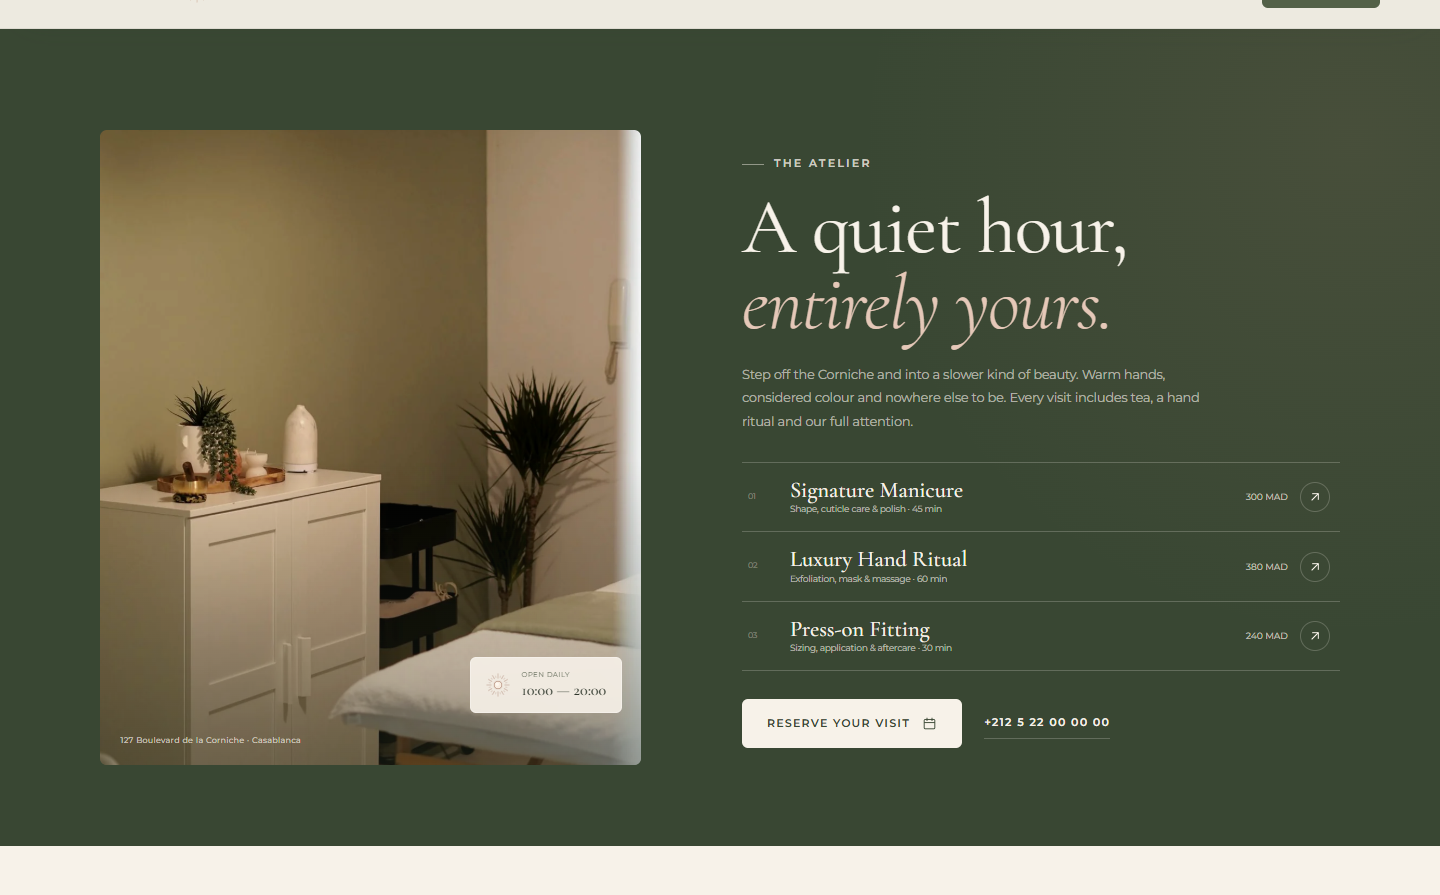 THE ATELIER
A quiet hour,
entirely yours.
Step off the Corniche and into a slower kind of beauty. Warm hands,
considered colour and nowhere else to be. Every visit includes tea, a hand
ritual and our full attention.
01
Signature Manicure
300 MAD
Shape, cuticle care & polish · 45 min
02
Luxury Hand Ritual
380 MAD
Exfoliation, mask & massage · 60 min
03
Press-on Fitting
240 MAD
Sizing, application & aftercare · 30 min
RESERVE YOUR VISIT
+212 5 22 00 00 00
OPEN DAILY
10:00 — 20:00
127 Boulevard de la Corniche · Casablanca